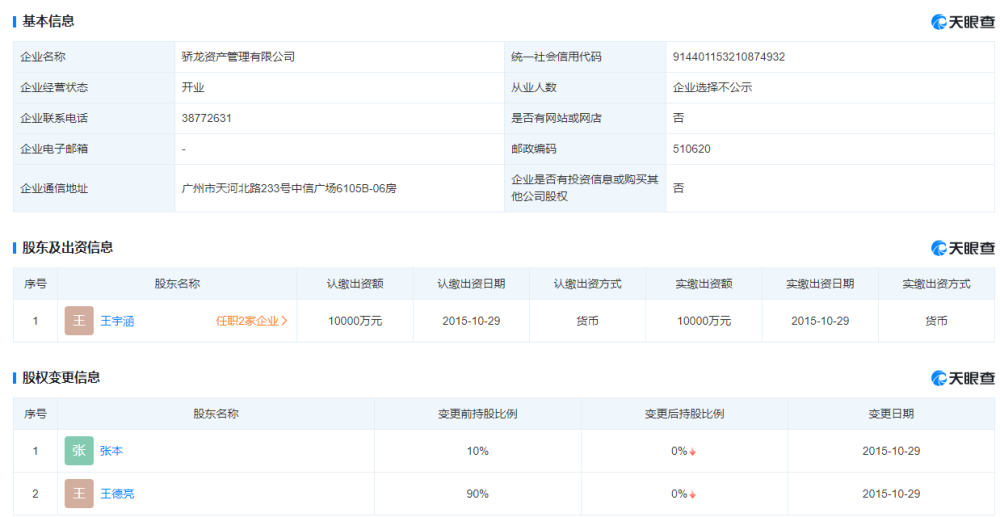 基本信息 天眼查
企业名称 骄龙资产管理有限公司 统一社会信用代码 914401153210874932
企业经营状态 开业 从业人数 企业选择不公示
企业联系电话 38772631 是否有网站或网店 否
企业电子邮箱 - 邮政编码 510620
企业通信地址 广州市天河北路233号中信广场6105B-06房 企业是否有投资信息或购买其
他公司股权 否
股东及出资信息 天眼查
序号 股东名称 认缴出资额 认缴出资日期 认缴出资方式 实缴出资额 实缴出资日期 实缴出资方式
1 王 王宇涵 任职2家企业 > 10000万元 2015-10-29 货币 10000万元 2015-10-29 货币
股权变更信息 天眼查
序号 股东名称 变更前持股比例 变更后持股比例 变更日期
1 张 张本 10% 0% 2015-10-29
2 王 王德亮 90% 0% 2015-10-29